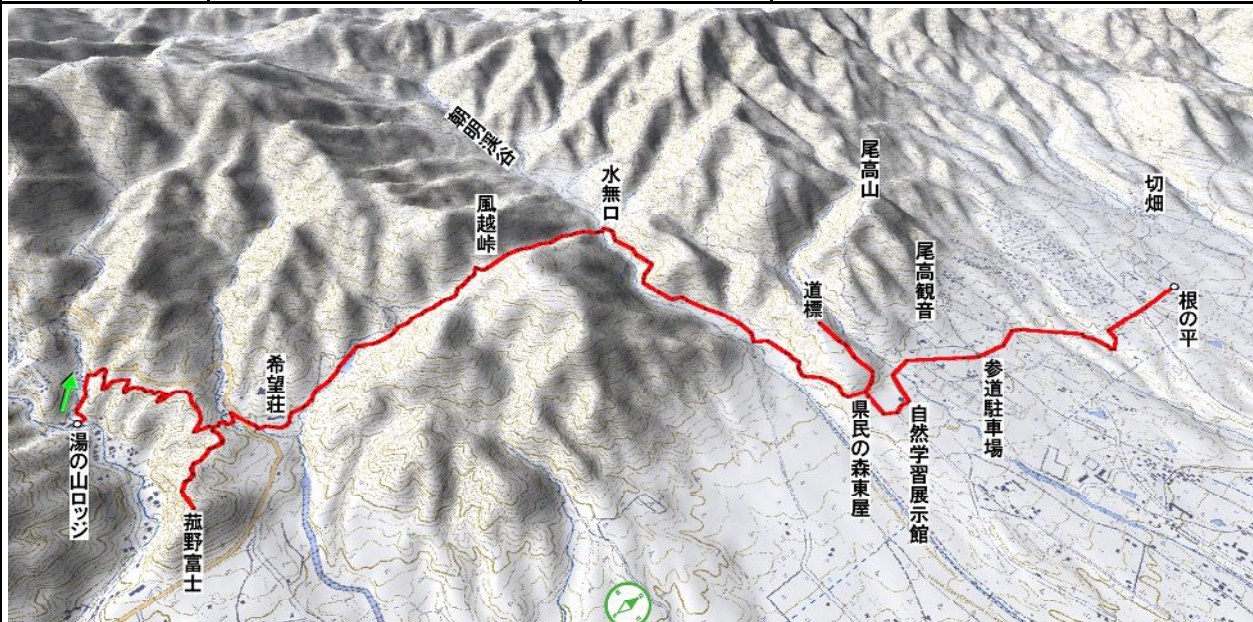 湯の山ロッジ
菰野富士
希望荘
風越峠
朝明渓谷
水無口
道標
尾高山
尾高観音
県民の森東屋
自然学習展示館
参道駐車場
切畑
根の平